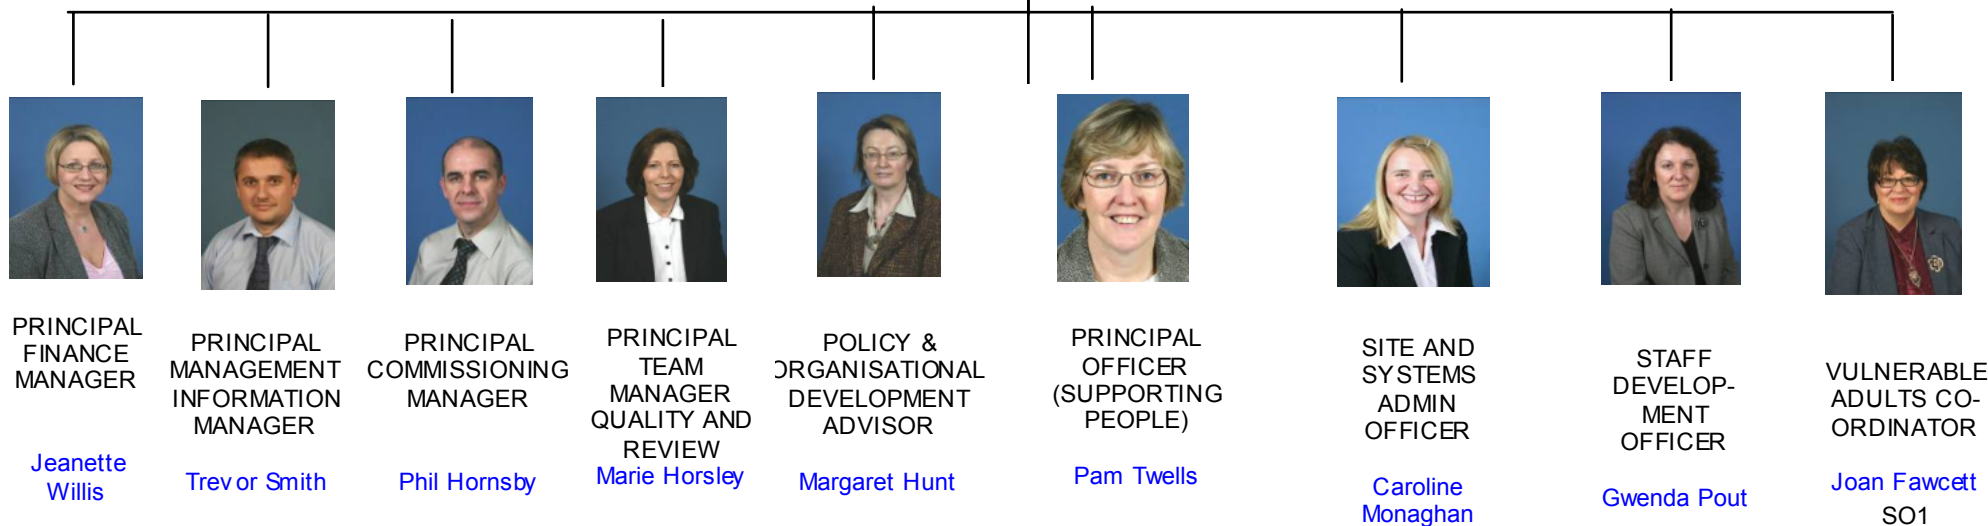 PRINCIPAL
FINANCE
MANAGER
Jeanette
Willis
PRINCIPAL
MANAGEMENT
INFORMATION
MANAGER
Trevor Smith
PRINCIPAL
COMMISSIONING
MANAGER
Phil Hornsby
PRINCIPAL
TEAM
MANAGER
QUALITY AND
REVIEW
Marie Horsley
POLICY &
ORGANISATIONAL
DEVELOPMENT
ADVISOR
Margaret Hunt
PRINCIPAL
OFFICER
(SUPPORTING
PEOPLE)
Pam Twells
SITE AND
SYSTEMS
ADMIN
OFFICER
Caroline
Monaghan
STAFF
DEVELOP-
MENT
OFFICER
Gwenda Pout
VULNERABLE
ADULTS CO-
ORDINATOR
Joan Fawcett
SO1